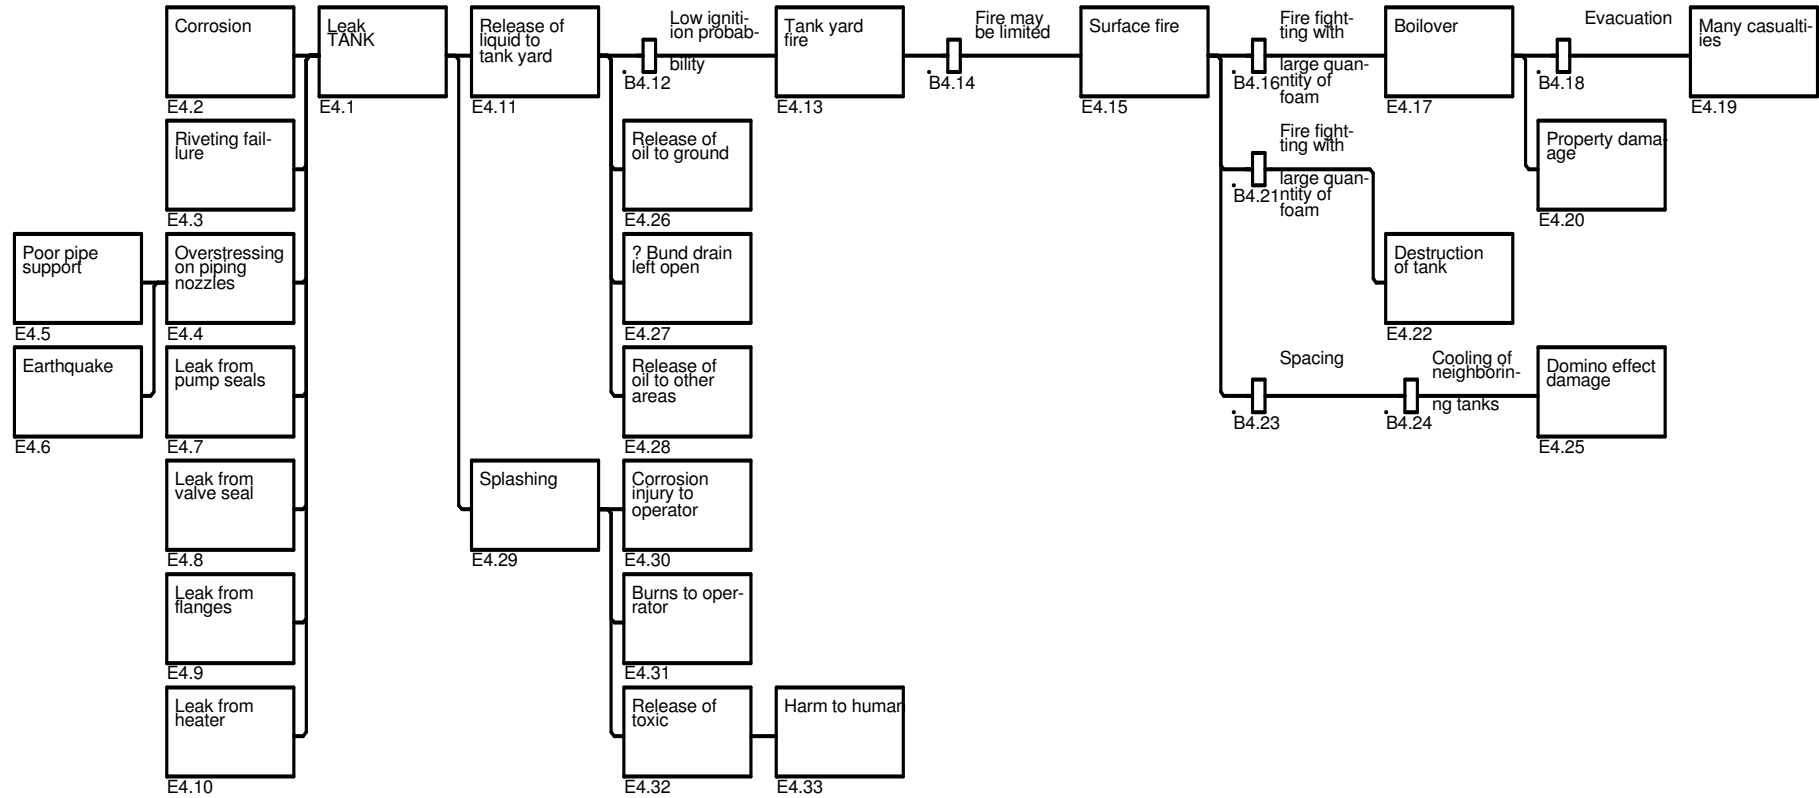 Corrosion
E4.2
Leak
TANK
E4.1
Release of
liquid to
tank yard
E4.11
Low igniti-
ion probab-
bility
B4.12
Tank yard
fire
E4.13
Fire may
be limited
B4.14
Surface fire
E4.15
Fire fight-
ting with
large quan-
ntity of
foam
B4.16
Boilover
E4.17
Evacuation
B4.18
Many casualti-
ies
E4.19
Riveting fail-
lure
E4.3
Release of
oil to ground
E4.26
Fire fight-
ting with
large quan-
ntity of
foam
B4.21
Property dama-
age
E4.20
Poor pipe
support
E4.5
Overstressing
on piping
nozzles
E4.4
? Bund drain
left open
E4.27
Destruction
of tank
E4.22
Earthquake
E4.6
Leak from
pump seals
E4.7
Release of
oil to other
areas
E4.28
Spacing
B4.23
Cooling of
neighborin-
ng tanks
B4.24
Domino effect
damage
E4.25
Leak from
valve seal
E4.8
Splashing
E4.29
Corrosion
injury to
operator
E4.30
Leak from
flanges
E4.9
Burns to oper-
rator
E4.31
Leak from
heater
E4.10
Release of
toxic
E4.32
Harm to human
E4.33